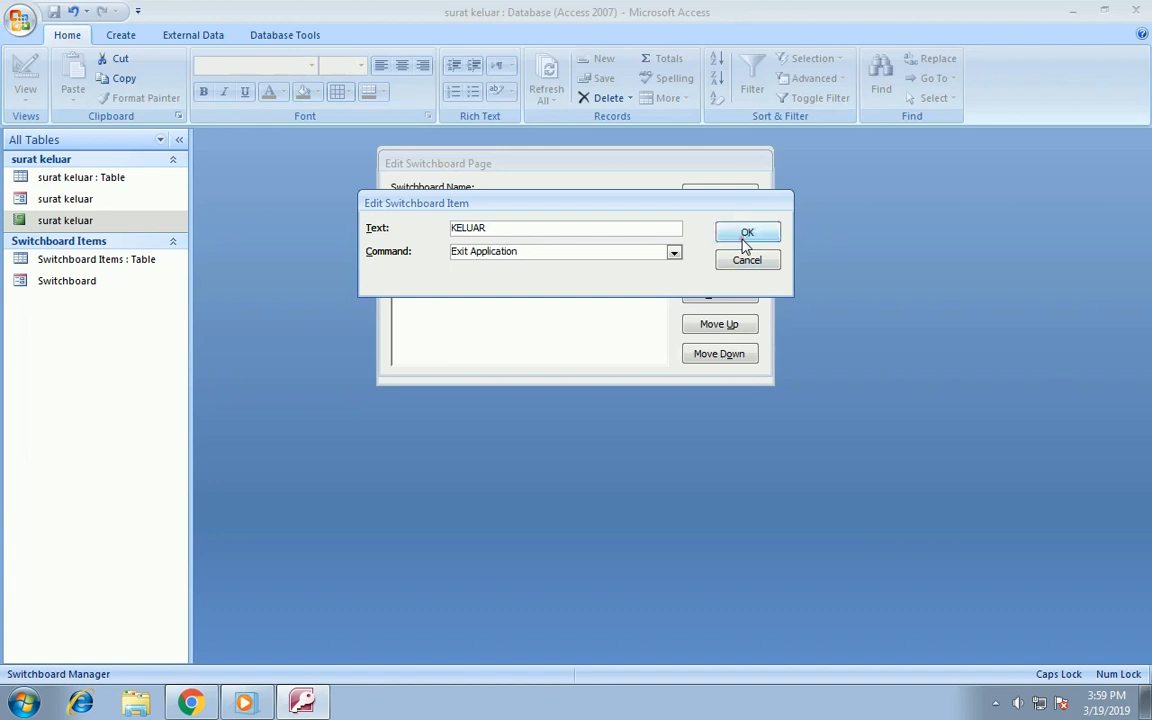 surat keluar : Database (Access 2007) - Microsoft Access
Home Create External Data Database Tools
View
Views
Paste
Cut
Copy
Format Painter
Clipboard
B I U A
Font
Rich Text
Refresh All
New
Save
Delete
Totals
Spelling
More
Records
Filter
Selection
Advanced
Toggle Filter
Sort & Filter
Find
Replace
Go To
Select
Find
All Tables
surat keluar
surat keluar : Table
surat keluar
surat keluar
Switchboard Items
Switchboard Items : Table
Switchboard
Edit Switchboard Page
Switchboard Name:
Edit Switchboard Item
Text: KELUAR OK
Command: Exit Application Cancel
Move Up
Move Down
Switchboard Manager Caps Lock Num Lock
3:59 PM
3/19/2019